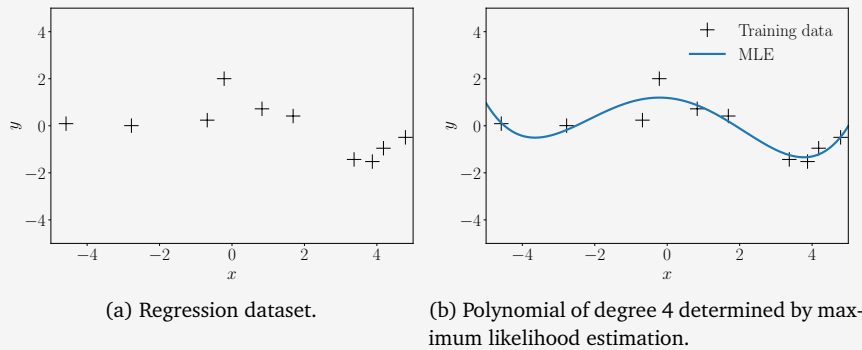 4
2
0
−2
−4
y
−4
−2
0
2
4
x
(a) Regression dataset.
4
2
0
−2
−4
y
Training data
MLE
−4
−2
0
2
4
x
(b) Polynomial of degree 4 determined by max-
imum likelihood estimation.